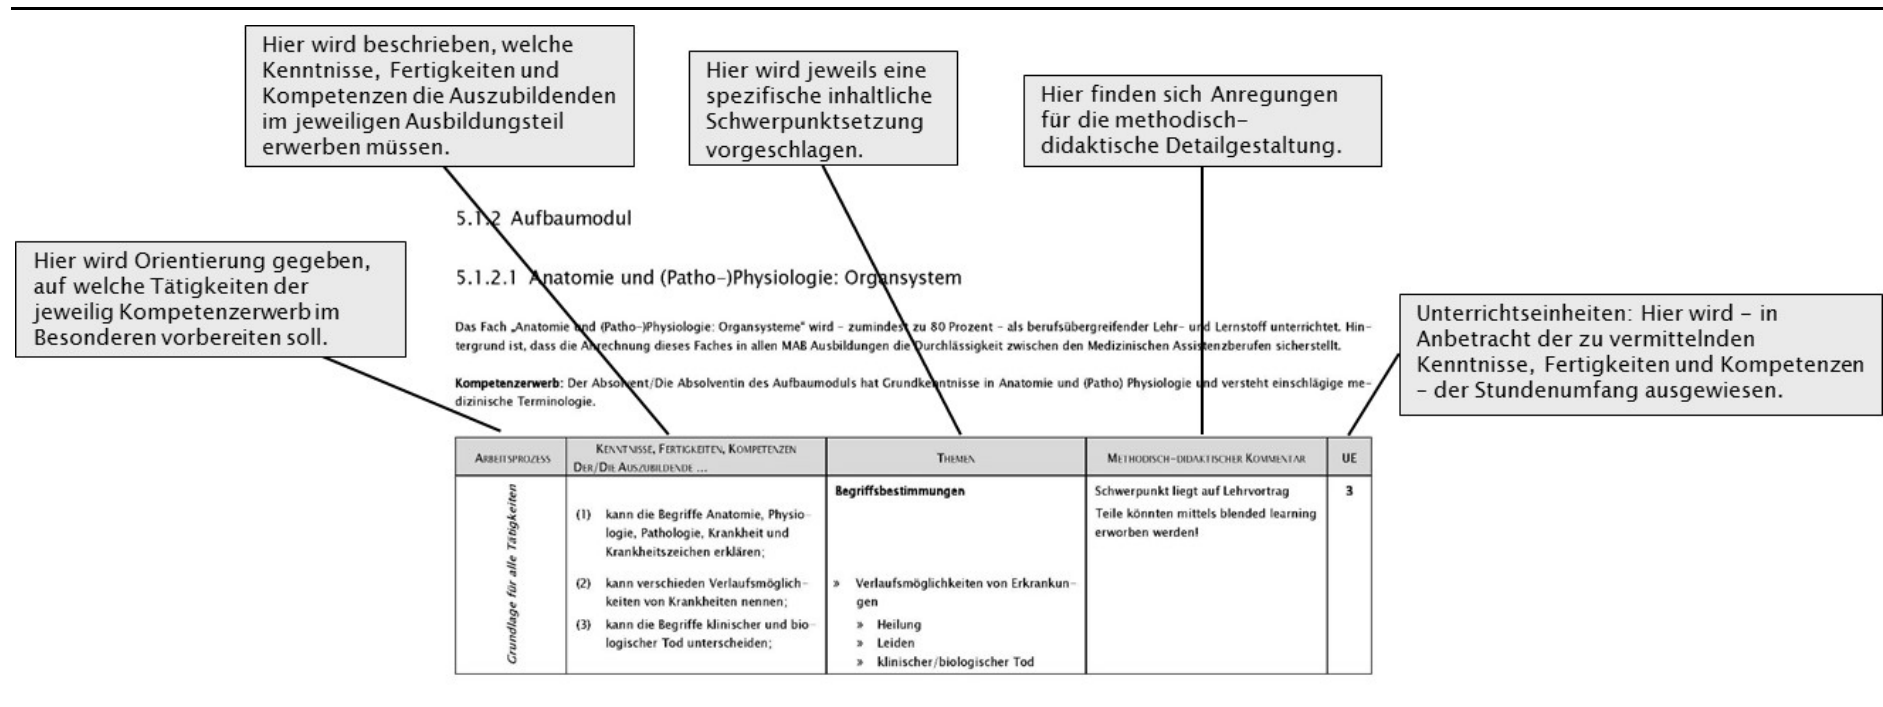 Hier wird beschrieben, welche
Kenntnisse, Fertigkeiten und
Kompetenzen die Auszubildenden
im jeweiligen Ausbildungsteil
erwerben müssen.
Hier wird jeweils eine
spezifische inhaltliche
Schwerpunktsetzung
vorgeschlagen.
Hier finden sich Anregungen
für die methodisch-
didaktische Detailgestaltung.
5.1.2 Aufbaumodul
Hier wird Orientierung gegeben,
auf welche Tätigkeiten der
jeweilig Kompetenzerwerb im
Besonderen vorbereiten soll.
5.1.2.1 Anatomie und (Patho-)Physiologie: Organsystem
Unterrichtseinheiten: Hier wird – in
Anbetracht der zu vermittelnden
Kenntnisse, Fertigkeiten und Kompetenzen
– der Stundenumfang ausgewiesen.
Das Fach „Anatomie und (Patho-)Physiologie: Organsysteme" wird – zumindest zu 80 Prozent – als berufsübergreifender Lehr- und Lernstoff unterrichtet. Hin-
tergrund ist, dass die Anrechnung dieses Faches in allen MAB Ausbildungen die Durchlässigkeit zwischen den Medizinischen Assistenzberufen sicherstellt.
Kompetenzerwerb: Der Absolvent/Die Absolventin des Aufbaumoduls hat Grundkenntnisse in Anatomie und (Patho) Physiologie und versteht einschlägige me-
dizinische Terminologie.
ARBEITSPROZESS
KENNTNISSE, FERTIGKEITEN, KOMPETENZEN
DER/DIE AUSZUBILDENDE ...
THEMEN
METHODISCH-DIDAKTISCHER KOMMENTAR
UE
Grundlage für alle Tätigkeiten
(1) kann die Begriffe Anatomie, Physio-
logie, Pathologie, Krankheit und
Krankheitszeichen erklären;
(2) kann verschieden Verlaufsmöglich-
keiten von Krankheiten nennen;
(3) kann die Begriffe klinischer und bio-
logischer Tod unterscheiden;
Begriffsbestimmungen
» Verlaufsmöglichkeiten von Erkrankun-
gen
» Heilung
» Leiden
» klinischer/biologischer Tod
Schwerpunkt liegt auf Lehrvortrag
Teile könnten mittels blended learning
erworben werden!
3